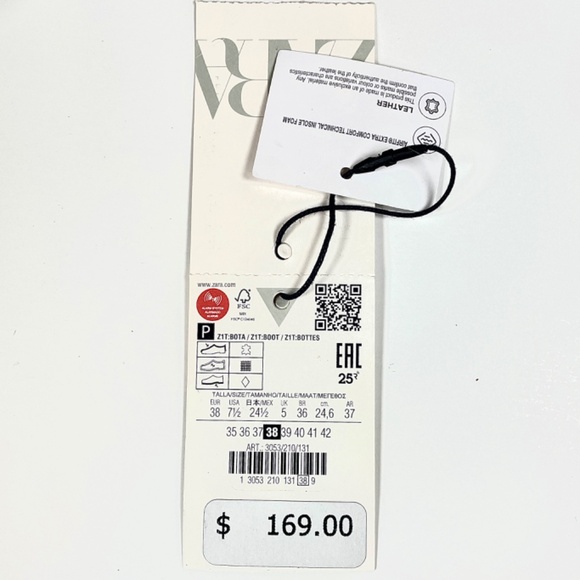 ZARA
LEATHER
This product is made of an exclusive material. Any
possible marks or colour variations are characteristics
that confirm the authenticity of the leather.
AIRFIT® EXTRA COMFORT TECHNICAL INSOLE FOAM
www.zara.com
FSC
P
Z1T:BOTA / Z1T:BOOT / Z1T:BOTTES
EAC
25
TALLA/SIZE/TAMANHO/TAILLE/MAAT/ΜΕΓΕΘΟΣ
EUR USA 日本/MEX UK BR cm. AR
38 7½ 24½ 5 36 24,6 37
35 36 37 38 39 40 41 42
ART.: 3053/210/131
1 3053 210 131 38 9
$ 169.00